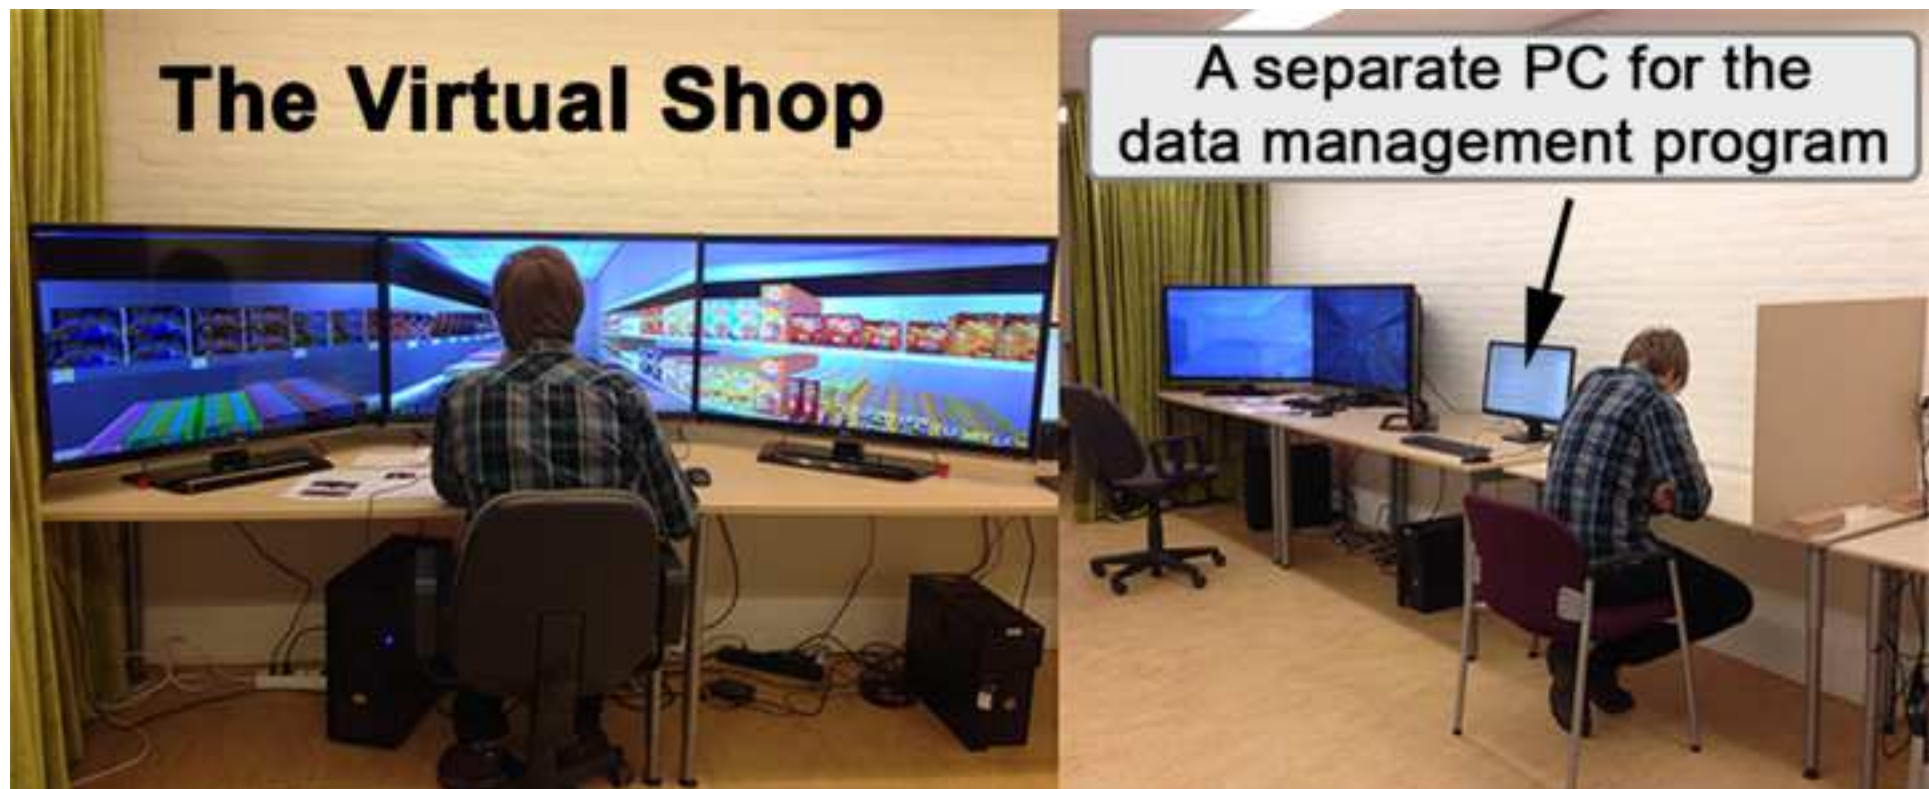 The Virtual Shop
A separate PC for the
data management program